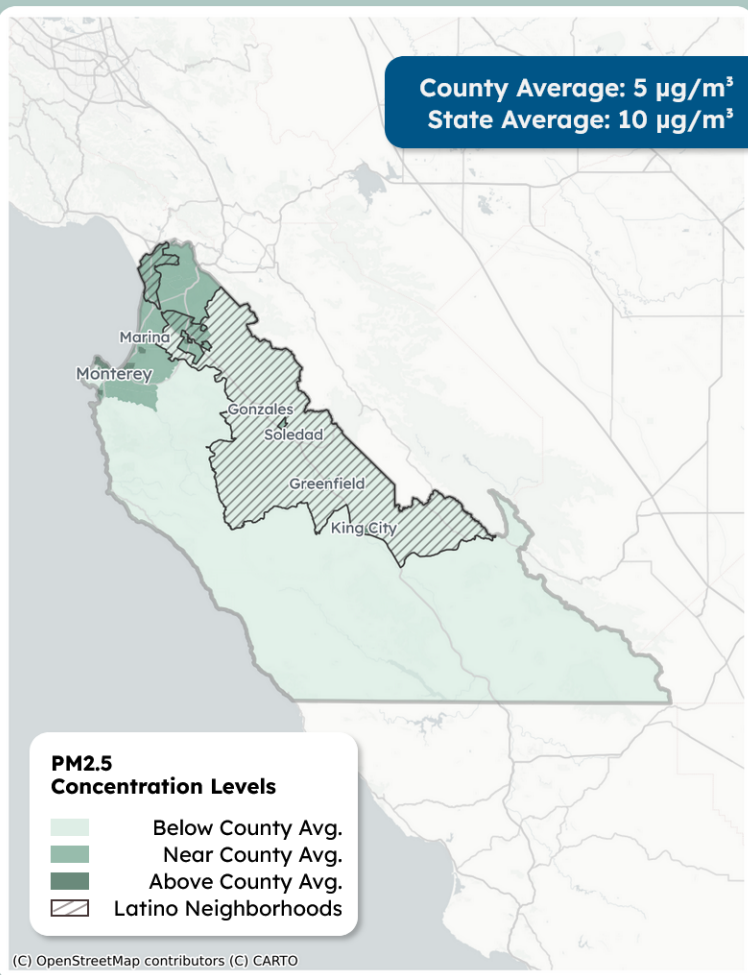 County Average: 5 µg/m³
State Average: 10 µg/m³
Marina
Monterey
Gonzales
Soledad
Greenfield
King City
PM2.5
Concentration Levels
Below County Avg.
Near County Avg.
Above County Avg.
Latino Neighborhoods
(C) OpenStreetMap contributors (C) CARTO